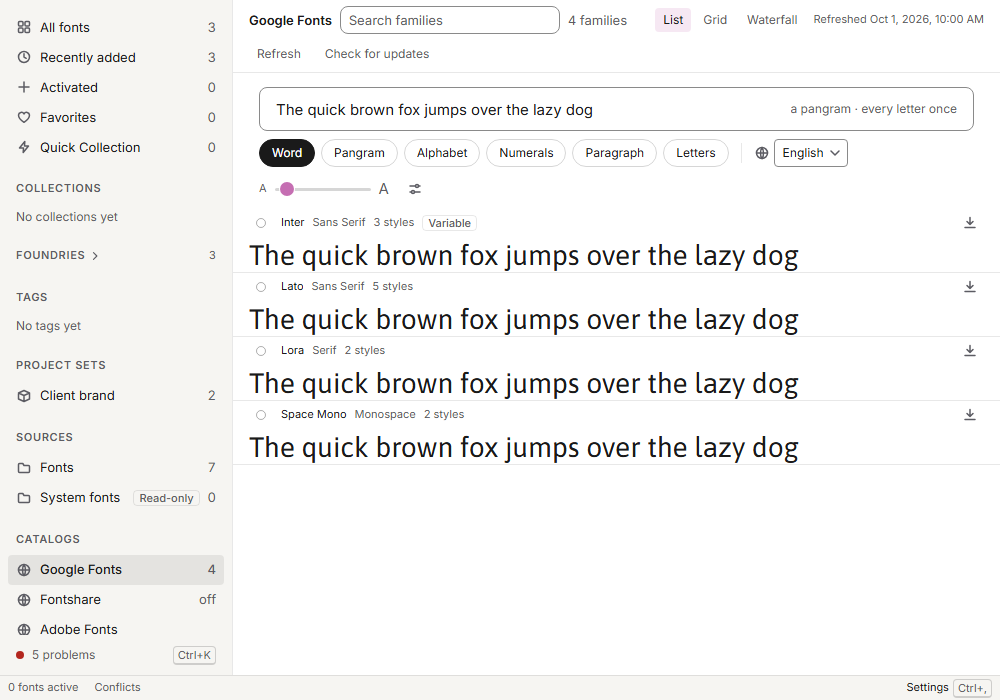 All fonts 3
Recently added 3
Activated 0
Favorites 0
Quick Collection 0
COLLECTIONS
No collections yet
FOUNDRIES 3
TAGS
No tags yet
PROJECT SETS
Client brand 2
SOURCES
Fonts 7
System fonts Read-only 0
CATALOGS
Google Fonts 4
Fontshare off
Adobe Fonts
5 problems Ctrl+K
Google Fonts Search families 4 families List Grid Waterfall Refreshed Oct 1, 2026, 10:00 AM
Refresh Check for updates
The quick brown fox jumps over the lazy dog a pangram · every letter once
Word Pangram Alphabet Numerals Paragraph Letters English
A A
Inter Sans Serif 3 styles Variable
The quick brown fox jumps over the lazy dog
Lato Sans Serif 5 styles
The quick brown fox jumps over the lazy dog
Lora Serif 2 styles
The quick brown fox jumps over the lazy dog
Space Mono Monospace 2 styles
The quick brown fox jumps over the lazy dog
0 fonts active Conflicts Settings Ctrl+,